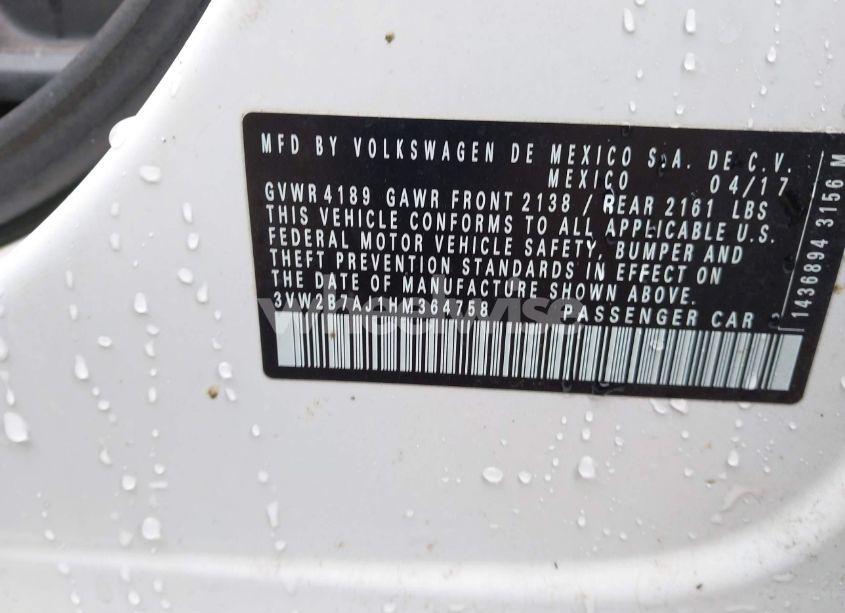 MFD BY VOLKSWAGEN DE MEXICO S.A. DE C.V.
MEXICO 04/17
GVWR 4189 GAWR FRONT 2138 / REAR 2161 LBS
THIS VEHICLE CONFORMS TO ALL APPLICABLE U.S.
FEDERAL MOTOR VEHICLE SAFETY, BUMPER AND
THEFT PREVENTION STANDARDS IN EFFECT ON
THE DATE OF MANUFACTURE SHOWN ABOVE.
3VW2B7AJ1HM364758 PASSENGER CAR
1436894 3156 M
wheelwise